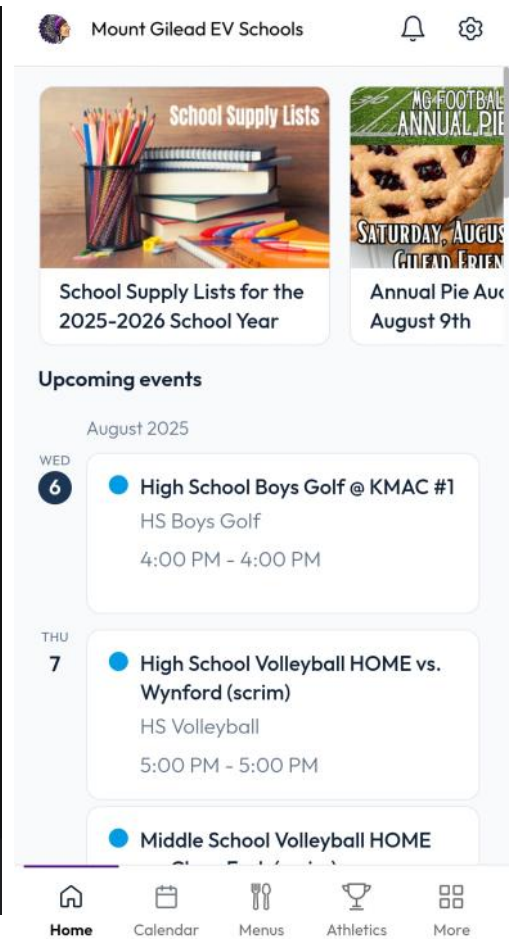 Mount Gilead EV Schools
School Supply Lists
School Supply Lists for the
2025-2026 School Year
MG FOOTBAL
ANNUAL PIE
SATURDAY, AUGUS
GILEAD FRIEN
Annual Pie Auc
August 9th
Upcoming events
August 2025
WED
6
High School Boys Golf @ KMAC #1
HS Boys Golf
4:00 PM - 4:00 PM
THU
7
High School Volleyball HOME vs.
Wynford (scrim)
HS Volleyball
5:00 PM - 5:00 PM
Middle School Volleyball HOME
Home
Calendar
Menus
Athletics
More